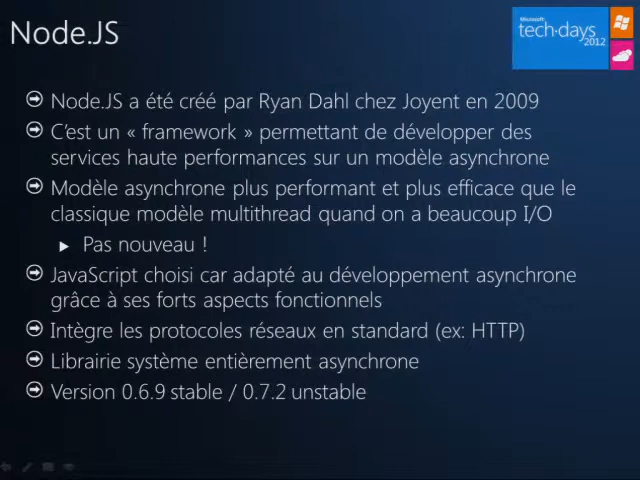 Node.JS
Microsoft
tech·days
2012
Node.JS a été créé par Ryan Dahl chez Joyent en 2009
C'est un « framework » permettant de développer des
services haute performances sur un modèle asynchrone
Modèle asynchrone plus performant et plus efficace que le
classique modèle multithread quand on a beaucoup I/O
Pas nouveau !
JavaScript choisi car adapté au développement asynchrone
grâce à ses forts aspects fonctionnels
Intègre les protocoles réseaux en standard (ex: HTTP)
Librairie système entièrement asynchrone
Version 0.6.9 stable / 0.7.2 unstable